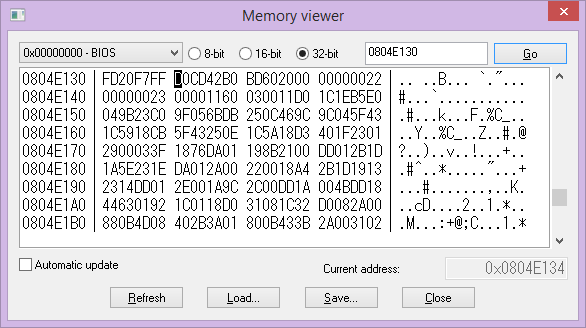 Memory viewer
0x00000000 - BIOS 8-bit 16-bit 32-bit 0804E130 Go
0804E130 FD20F7FF D0CD42B0 BD602000 00000022 .. ..B... `.˝...
0804E140 00000023 00001160 030011D0 1C1EB5E0 #...`...........
0804E150 049B23C0 9F056BDB 250C469C 9C045F43 .#...k...F.%C_..
0804E160 1C5918CB 5F43250E 1C5A18D3 401F2301 ..Y..%C_..Z..#.@
0804E170 2900033F 1876DA01 198B2100 DD012B1D ?..)..v..!...+..
0804E180 1A5E231E DA012A00 220018A4 2B1D1913 .#^..*....."...+
0804E190 2314DD01 2E001A9C 2C00DD1A 004BDD18 ...#.......,..K.
0804E1A0 44630192 1C0118D0 31081C32 D0082A00 ..cD....2..1.*..
0804E1B0 880B4D08 402B3A01 800B433B 2A003102 .M...:+@;C...1.*
Automatic update Current address: 0x0804E134
Refresh Load... Save... Close